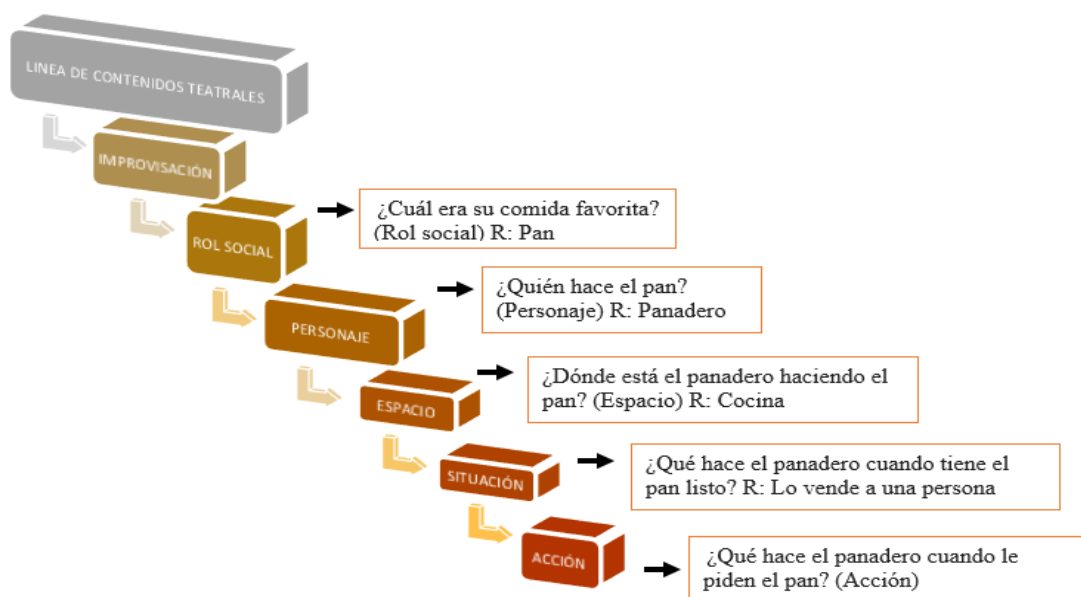 LINEA DE CONTENIDOS TEATRALES
IMPROVISACIÓN
ROL SOCIAL
¿Cuál era su comida favorita?
(Rol social) R: Pan
PERSONAJE
¿Quién hace el pan?
(Personaje) R: Panadero
ESPACIO
¿Dónde está el panadero haciendo el
pan? (Espacio) R: Cocina
SITUACIÓN
¿Qué hace el panadero cuando tiene el
pan listo? R: Lo vende a una persona
ACCIÓN
¿Qué hace el panadero cuando le
piden el pan? (Acción)